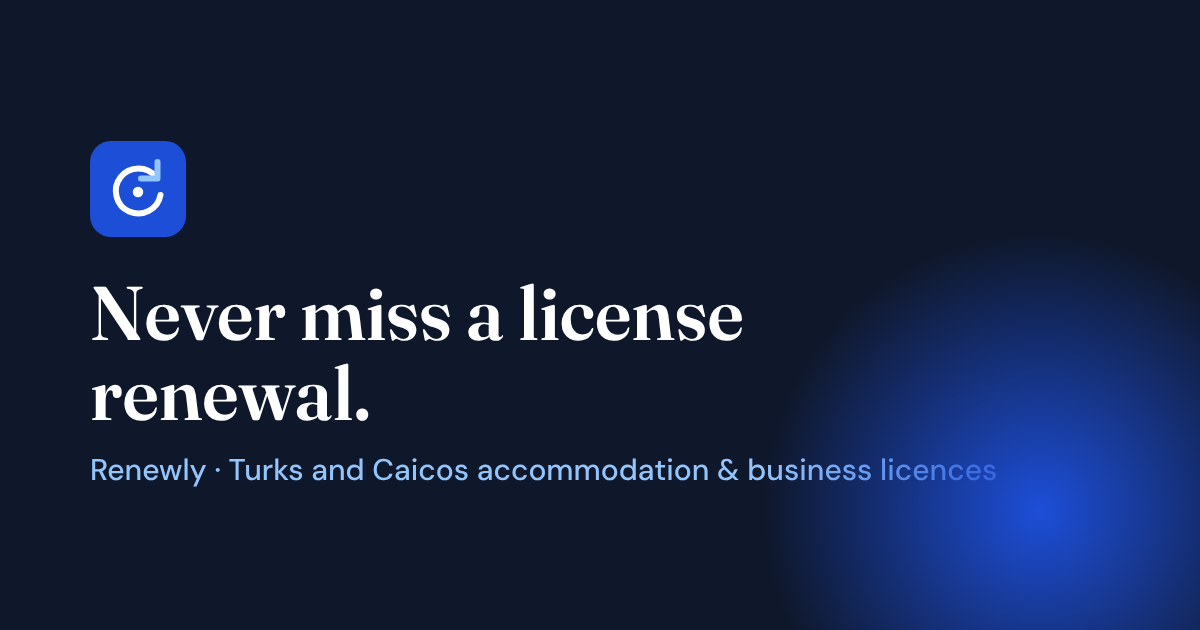 Never miss a license
renewal.
Renewly · Turks and Caicos accommodation & business licences